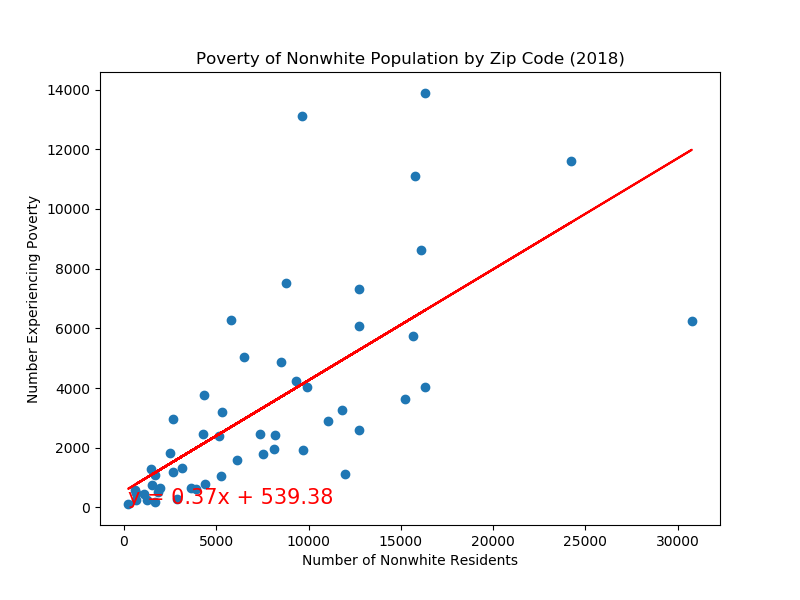 Poverty of Nonwhite Population by Zip Code (2018)
14000
12000
10000
8000
6000
4000
2000
0
Number Experiencing Poverty
y = 0.37x + 539.38
0 5000 10000 15000 20000 25000 30000
Number of Nonwhite Residents